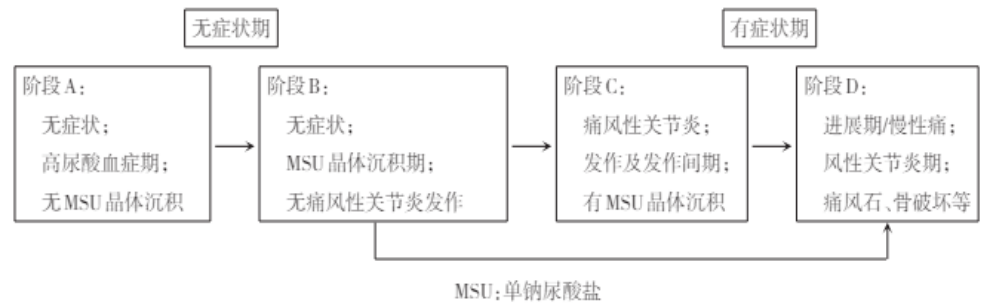 无症状期
有症状期
阶段A：
无症状；
高尿酸血症期；
无MSU晶体沉积
阶段B：
无症状；
MSU晶体沉积期；
无痛风性关节炎发作
阶段C：
痛风性关节炎；
发作及发作间期；
有MSU晶体沉积
阶段D：
进展期/慢性痛；
风性关节炎期；
痛风石、骨破坏等
MSU：单钠尿酸盐